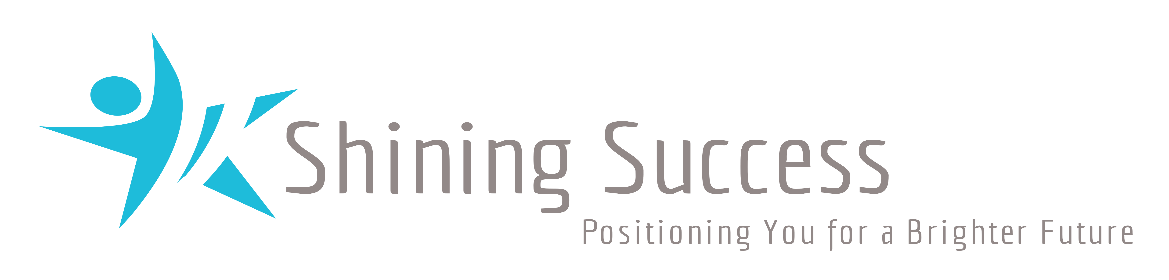 Shining Success
Positioning You for a Brighter Future